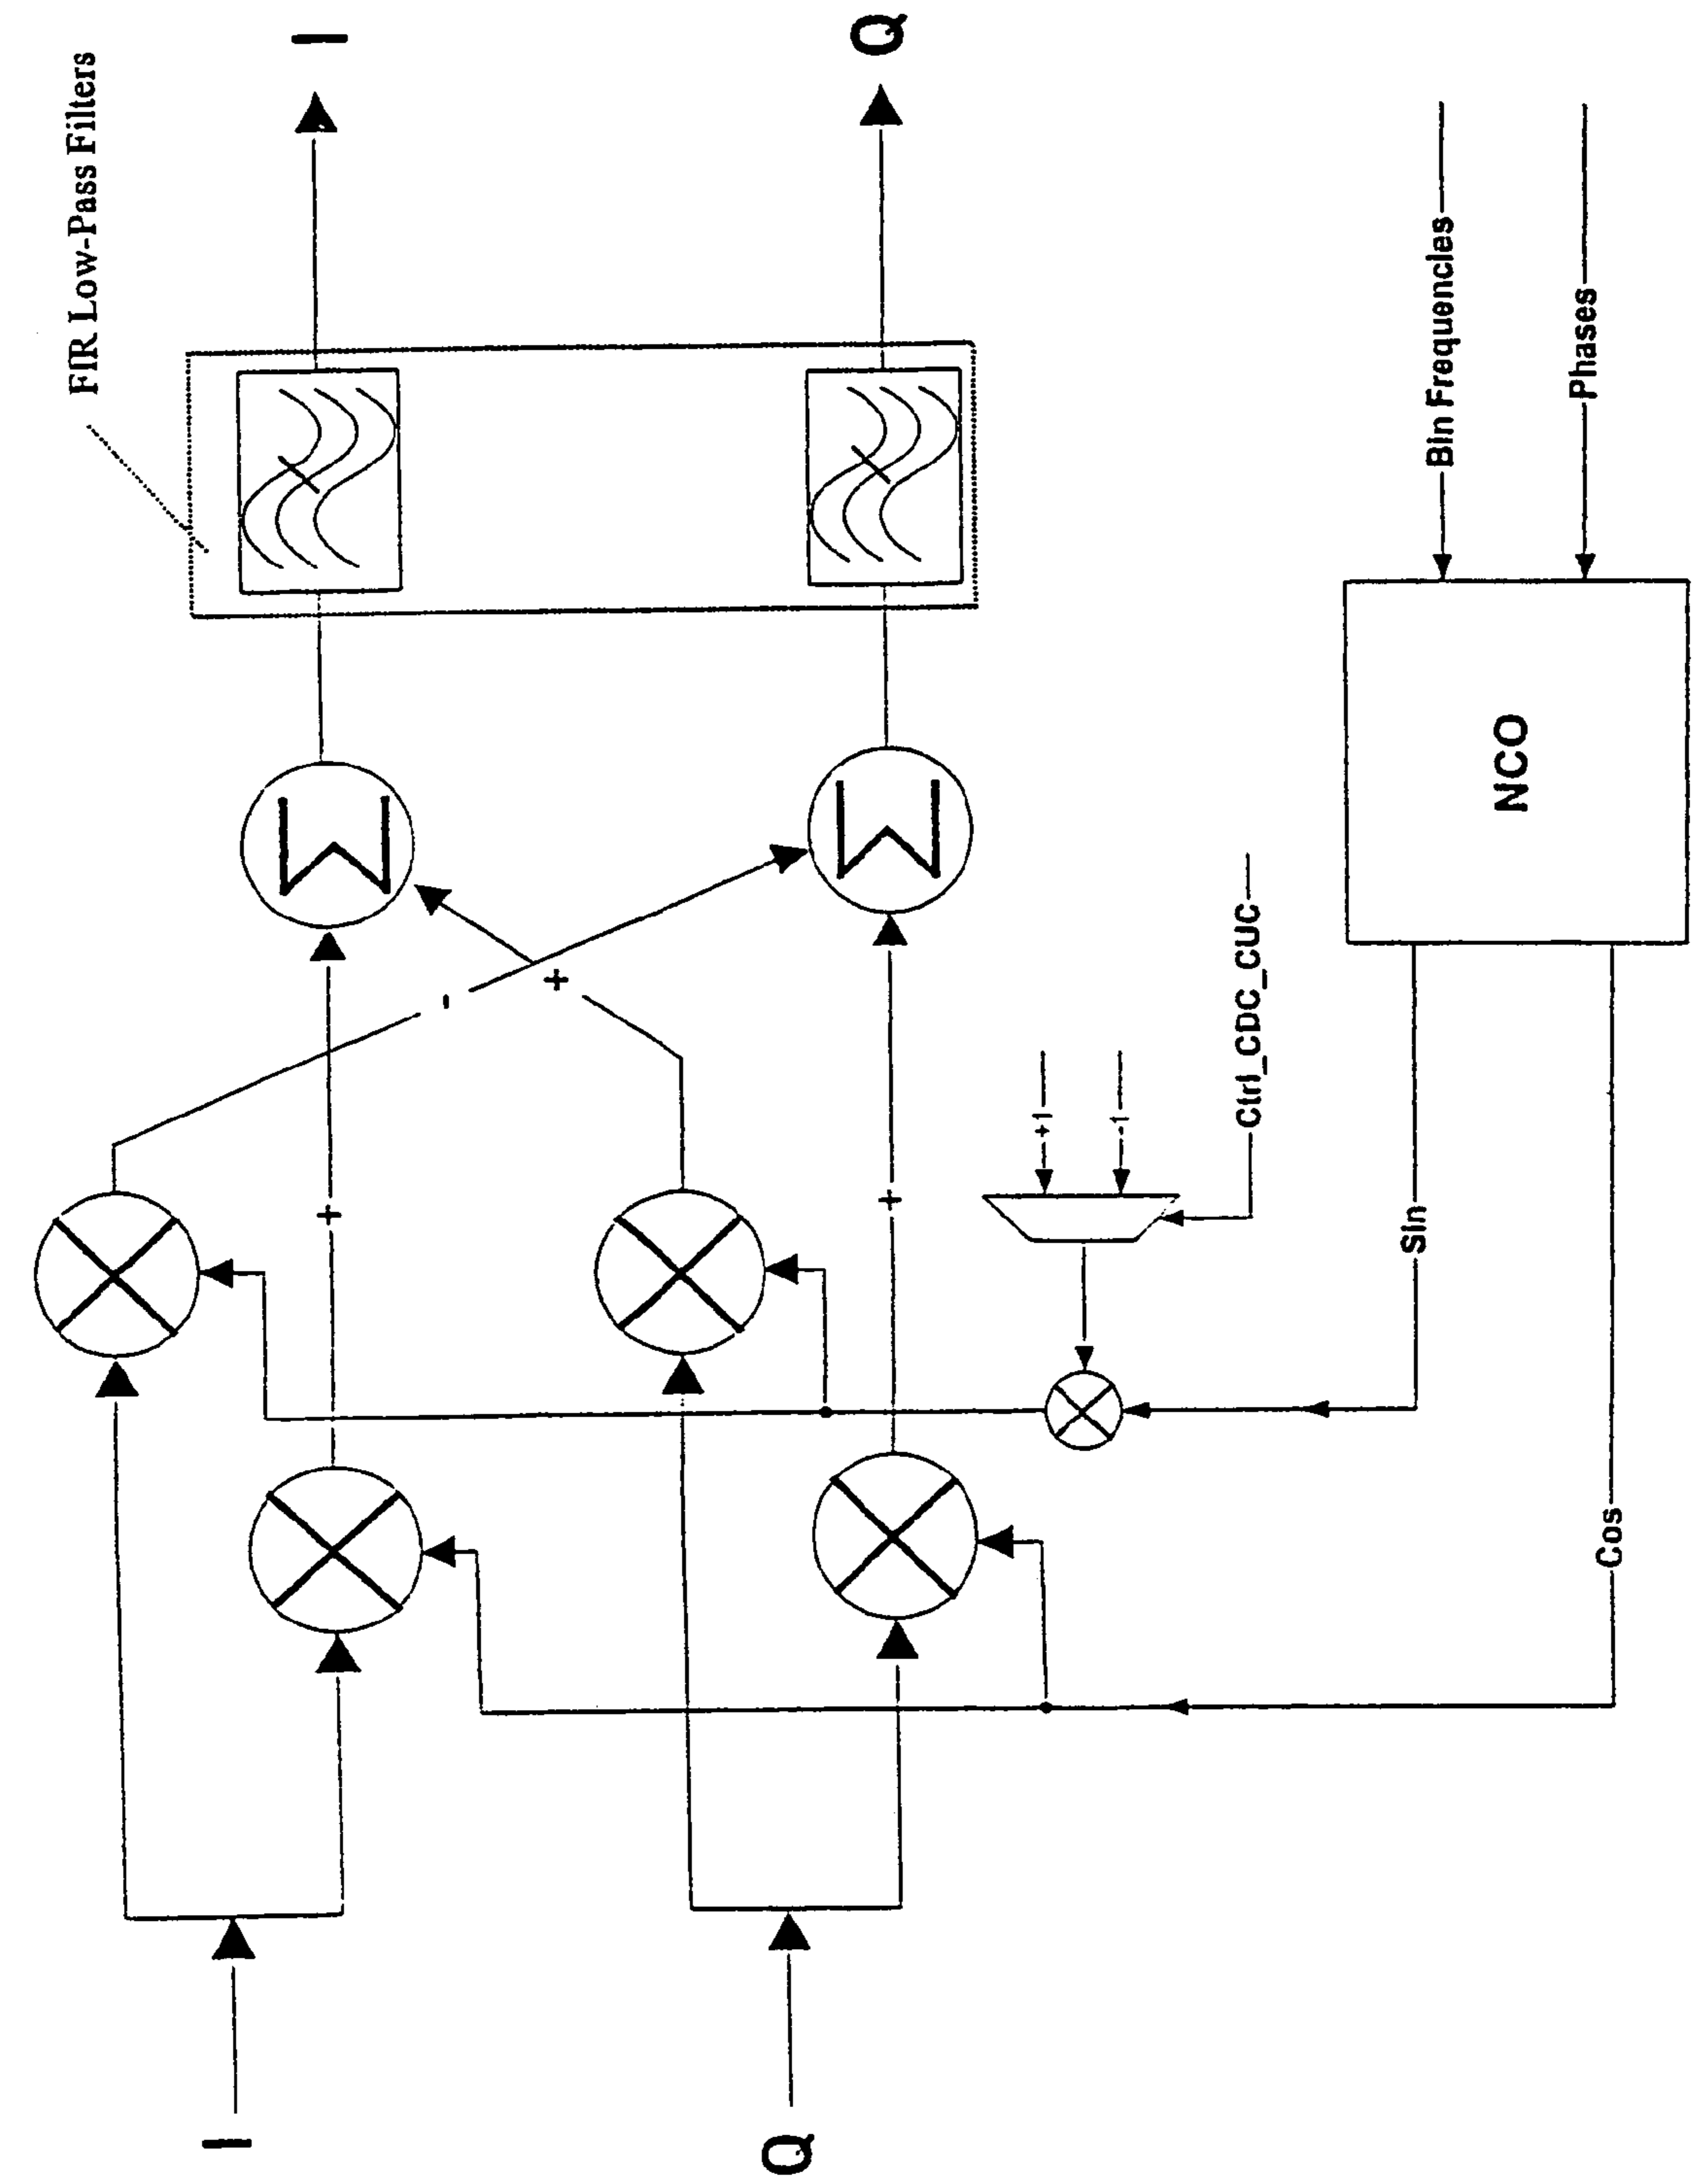 FIR Low-Pass Filters
I
Q
I
Q
Σ
Σ
+
-
+
+
+1
-1
Ctrl_CDC_CUC
Sin
Cos
NCO
Bin Frequencies
Phases